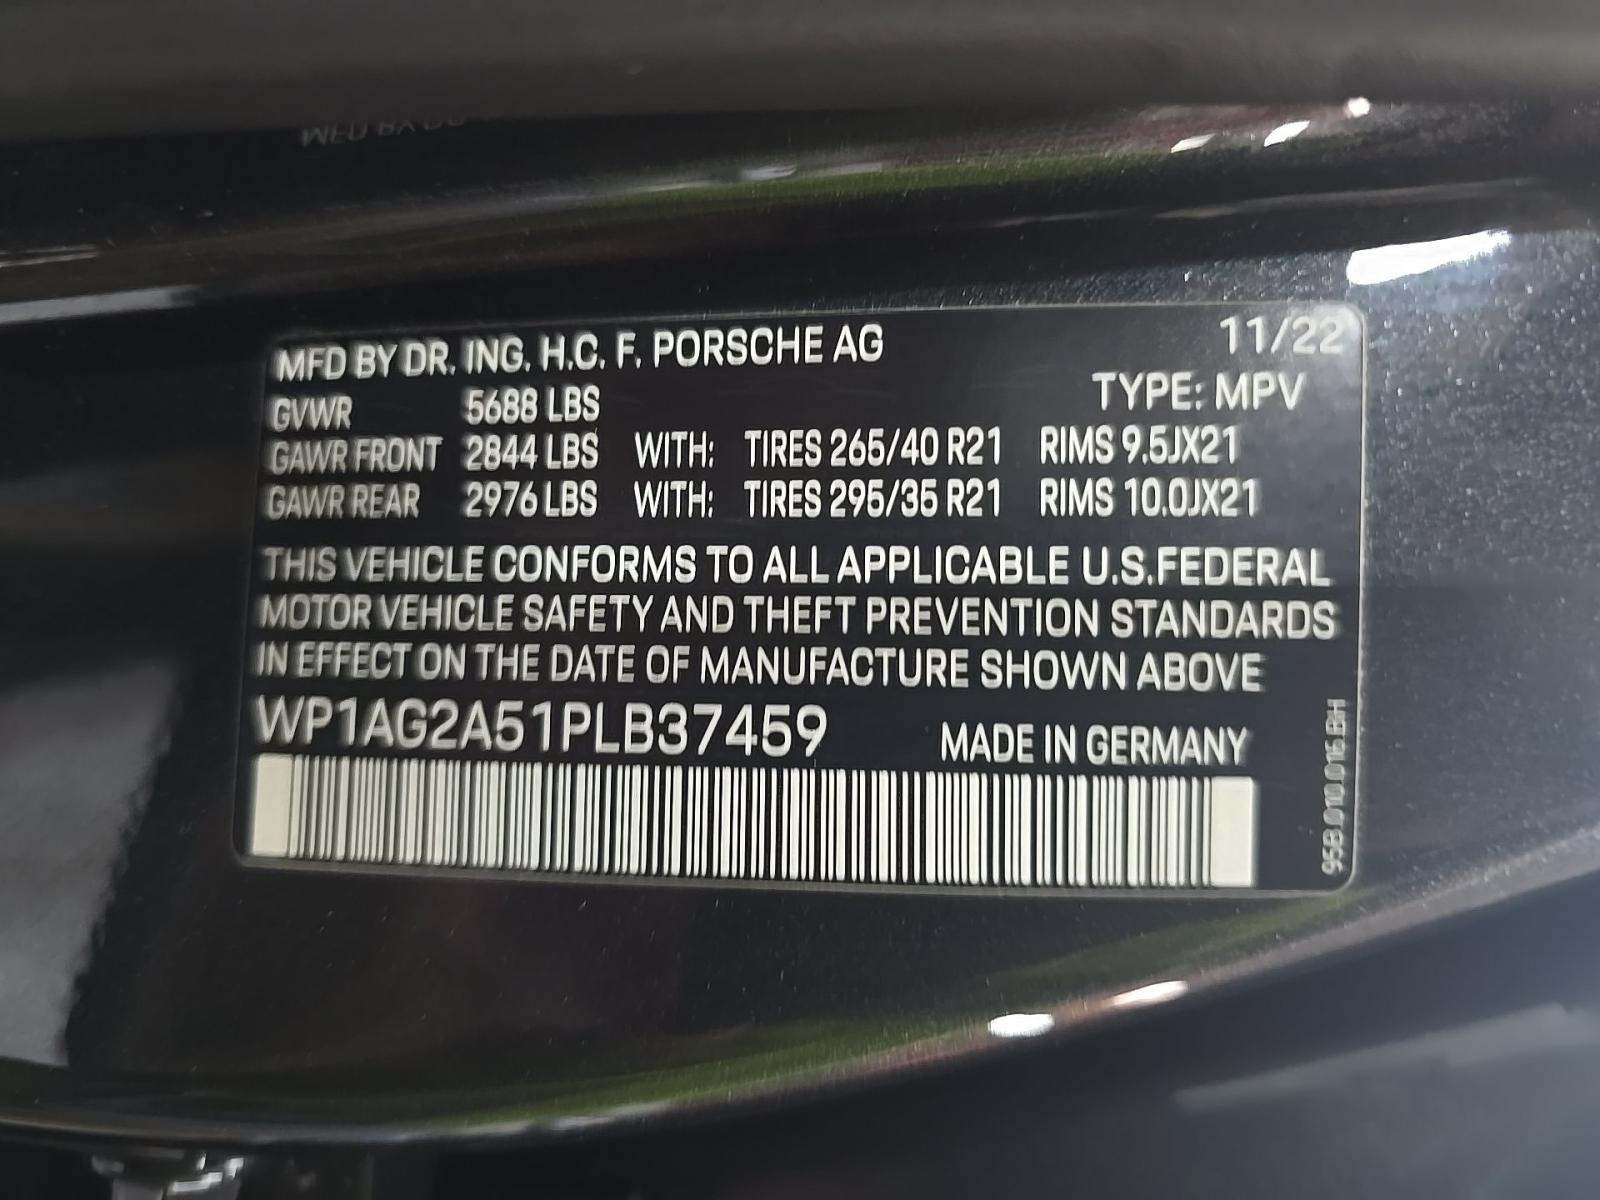 MFD BY DR. ING. H.C. F. PORSCHE AG 11/22
GVWR 5688 LBS TYPE: MPV
GAWR FRONT 2844 LBS WITH: TIRES 265/40 R21 RIMS 9.5JX21
GAWR REAR 2976 LBS WITH: TIRES 295/35 R21 RIMS 10.0JX21
THIS VEHICLE CONFORMS TO ALL APPLICABLE U.S.FEDERAL
MOTOR VEHICLE SAFETY AND THEFT PREVENTION STANDARDS
IN EFFECT ON THE DATE OF MANUFACTURE SHOWN ABOVE
WP1AG2A51PLB37459 MADE IN GERMANY
95B.010.016.BH